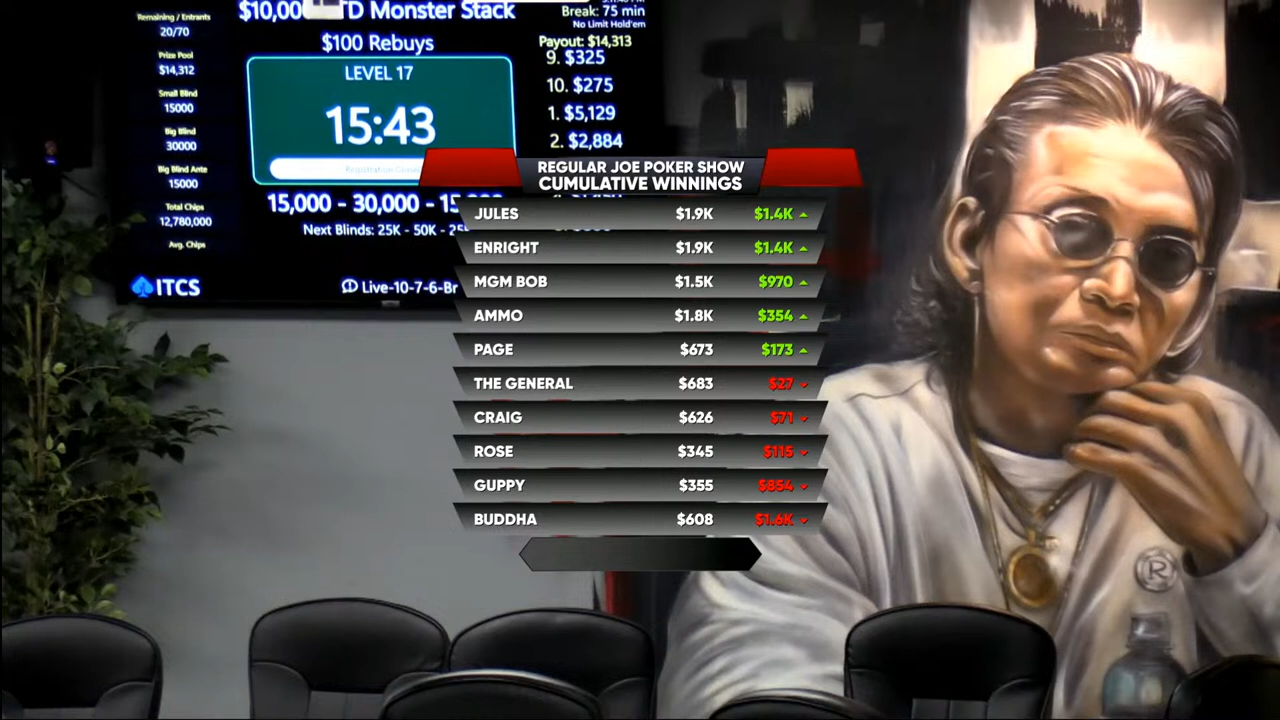 Remaining / Entrants
20/70
Prize Pool
$14,312
Small Blind
15000
Big Blind
30000
Big Blind Ante
15000
Total Chips
12,780,000
Avg. Chips
ITCS
Monster Stack
$100 Rebuys
LEVEL 17
15:43
15,000 - 30,000 -
Next Blinds: 25K - 50K -
Live-10-7-6-Br
Break: 75 min
No Limit Hold'em
Payout: $14,313
9. $325
10. $275
1. $5,129
2. $2,884
REGULAR JOE POKER SHOW
CUMULATIVE WINNINGS
JULES $1.9K $1.4K
ENRIGHT $1.9K $1.4K
MGM BOB $1.5K $970
AMMO $1.8K $354
PAGE $673 $173
THE GENERAL $683 $27
CRAIG $626 $71
ROSE $345 $115
GUPPY $355 $854
BUDDHA $608 $1.6K
R